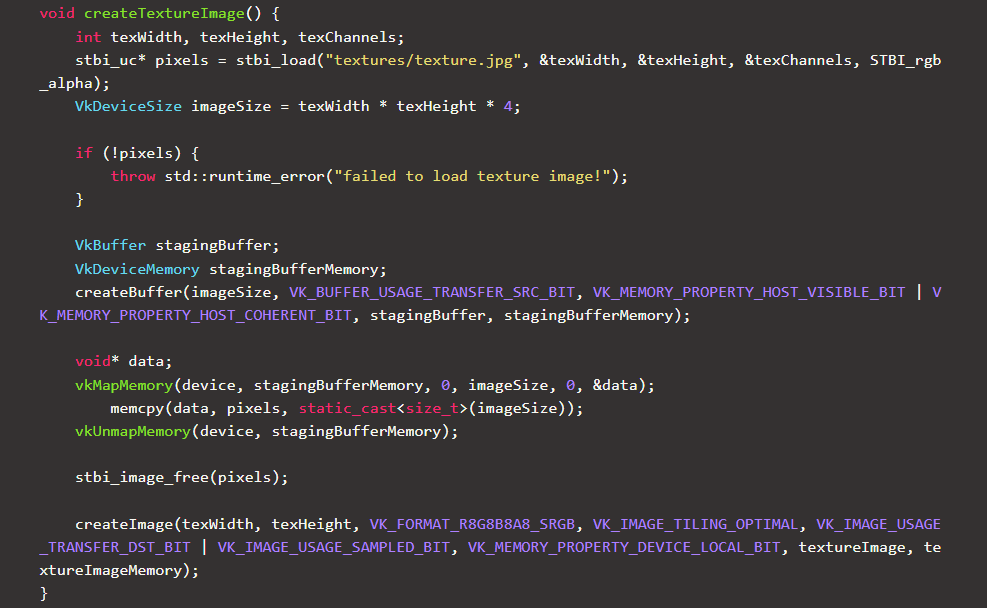 void createTextureImage() {
    int texWidth, texHeight, texChannels;
    stbi_uc* pixels = stbi_load("textures/texture.jpg", &texWidth, &texHeight, &texChannels, STBI_rgb
_alpha);
    VkDeviceSize imageSize = texWidth * texHeight * 4;

    if (!pixels) {
        throw std::runtime_error("failed to load texture image!");
    }

    VkBuffer stagingBuffer;
    VkDeviceMemory stagingBufferMemory;
    createBuffer(imageSize, VK_BUFFER_USAGE_TRANSFER_SRC_BIT, VK_MEMORY_PROPERTY_HOST_VISIBLE_BIT | V
K_MEMORY_PROPERTY_HOST_COHERENT_BIT, stagingBuffer, stagingBufferMemory);

    void* data;
    vkMapMemory(device, stagingBufferMemory, 0, imageSize, 0, &data);
        memcpy(data, pixels, static_cast<size_t>(imageSize));
    vkUnmapMemory(device, stagingBufferMemory);

    stbi_image_free(pixels);

    createImage(texWidth, texHeight, VK_FORMAT_R8G8B8A8_SRGB, VK_IMAGE_TILING_OPTIMAL, VK_IMAGE_USAGE
_TRANSFER_DST_BIT | VK_IMAGE_USAGE_SAMPLED_BIT, VK_MEMORY_PROPERTY_DEVICE_LOCAL_BIT, textureImage, te
xtureImageMemory);
}